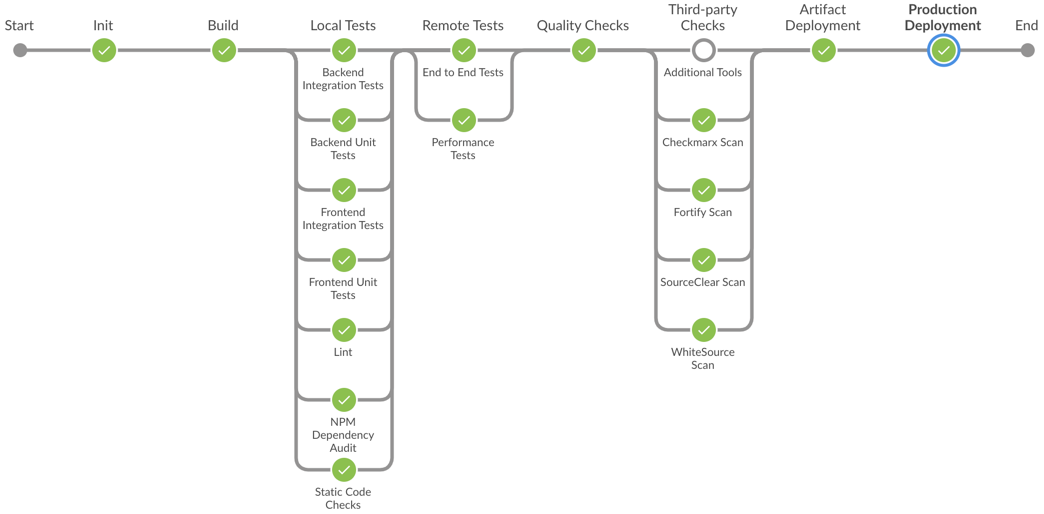 Start
Init
Build
Local Tests
Remote Tests
Quality Checks
Third-party
Checks
Artifact
Deployment
Production
Deployment
End
Backend
Integration Tests
Backend Unit
Tests
Frontend
Integration Tests
Frontend Unit
Tests
Lint
NPM
Dependency
Audit
Static Code
Checks
End to End Tests
Performance
Tests
Additional Tools
Checkmarx Scan
Fortify Scan
SourceClear Scan
WhiteSource
Scan